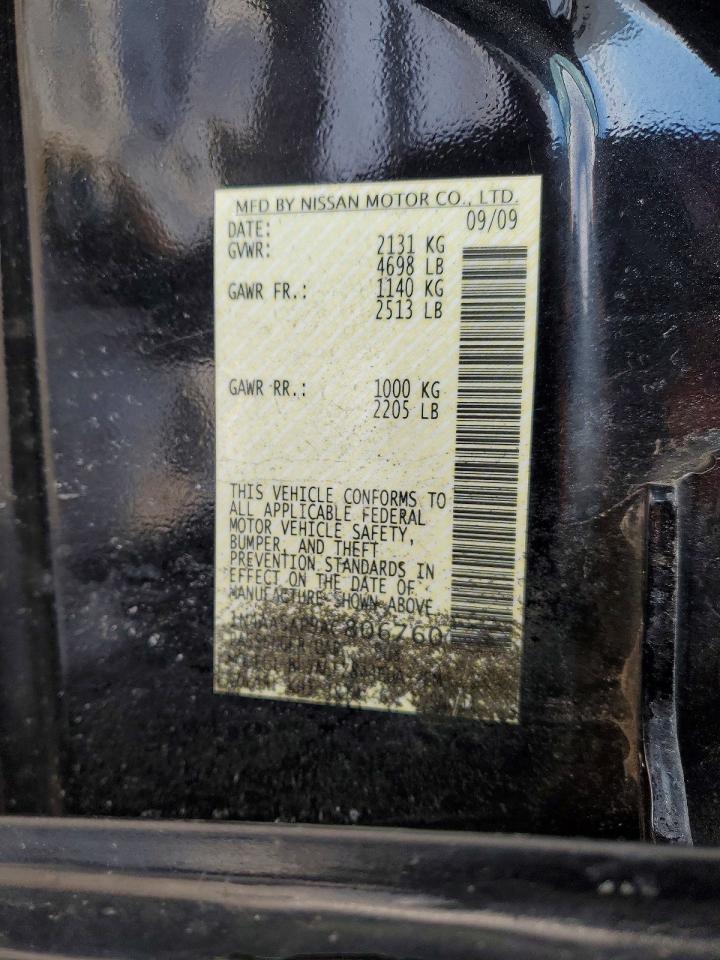 MFD BY NISSAN MOTOR CO., LTD.
DATE: 09/09
GVWR: 2131 KG
4698 LB
GAWR FR.: 1140 KG
2513 LB
GAWR RR.: 1000 KG
2205 LB
THIS VEHICLE CONFORMS TO
ALL APPLICABLE FEDERAL
MOTOR VEHICLE SAFETY,
BUMPER, AND THEFT
PREVENTION STANDARDS IN
EFFECT ON THE DATE OF
MANUFACTURE SHOWN ABOVE
PASSENGER CAR